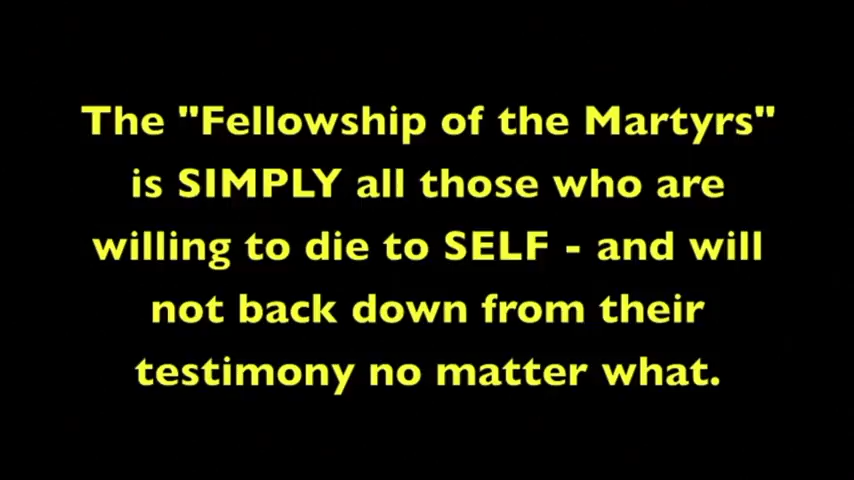 The "Fellowship of the Martyrs"
is SIMPLY all those who are
willing to die to SELF - and will
not back down from their
testimony no matter what.